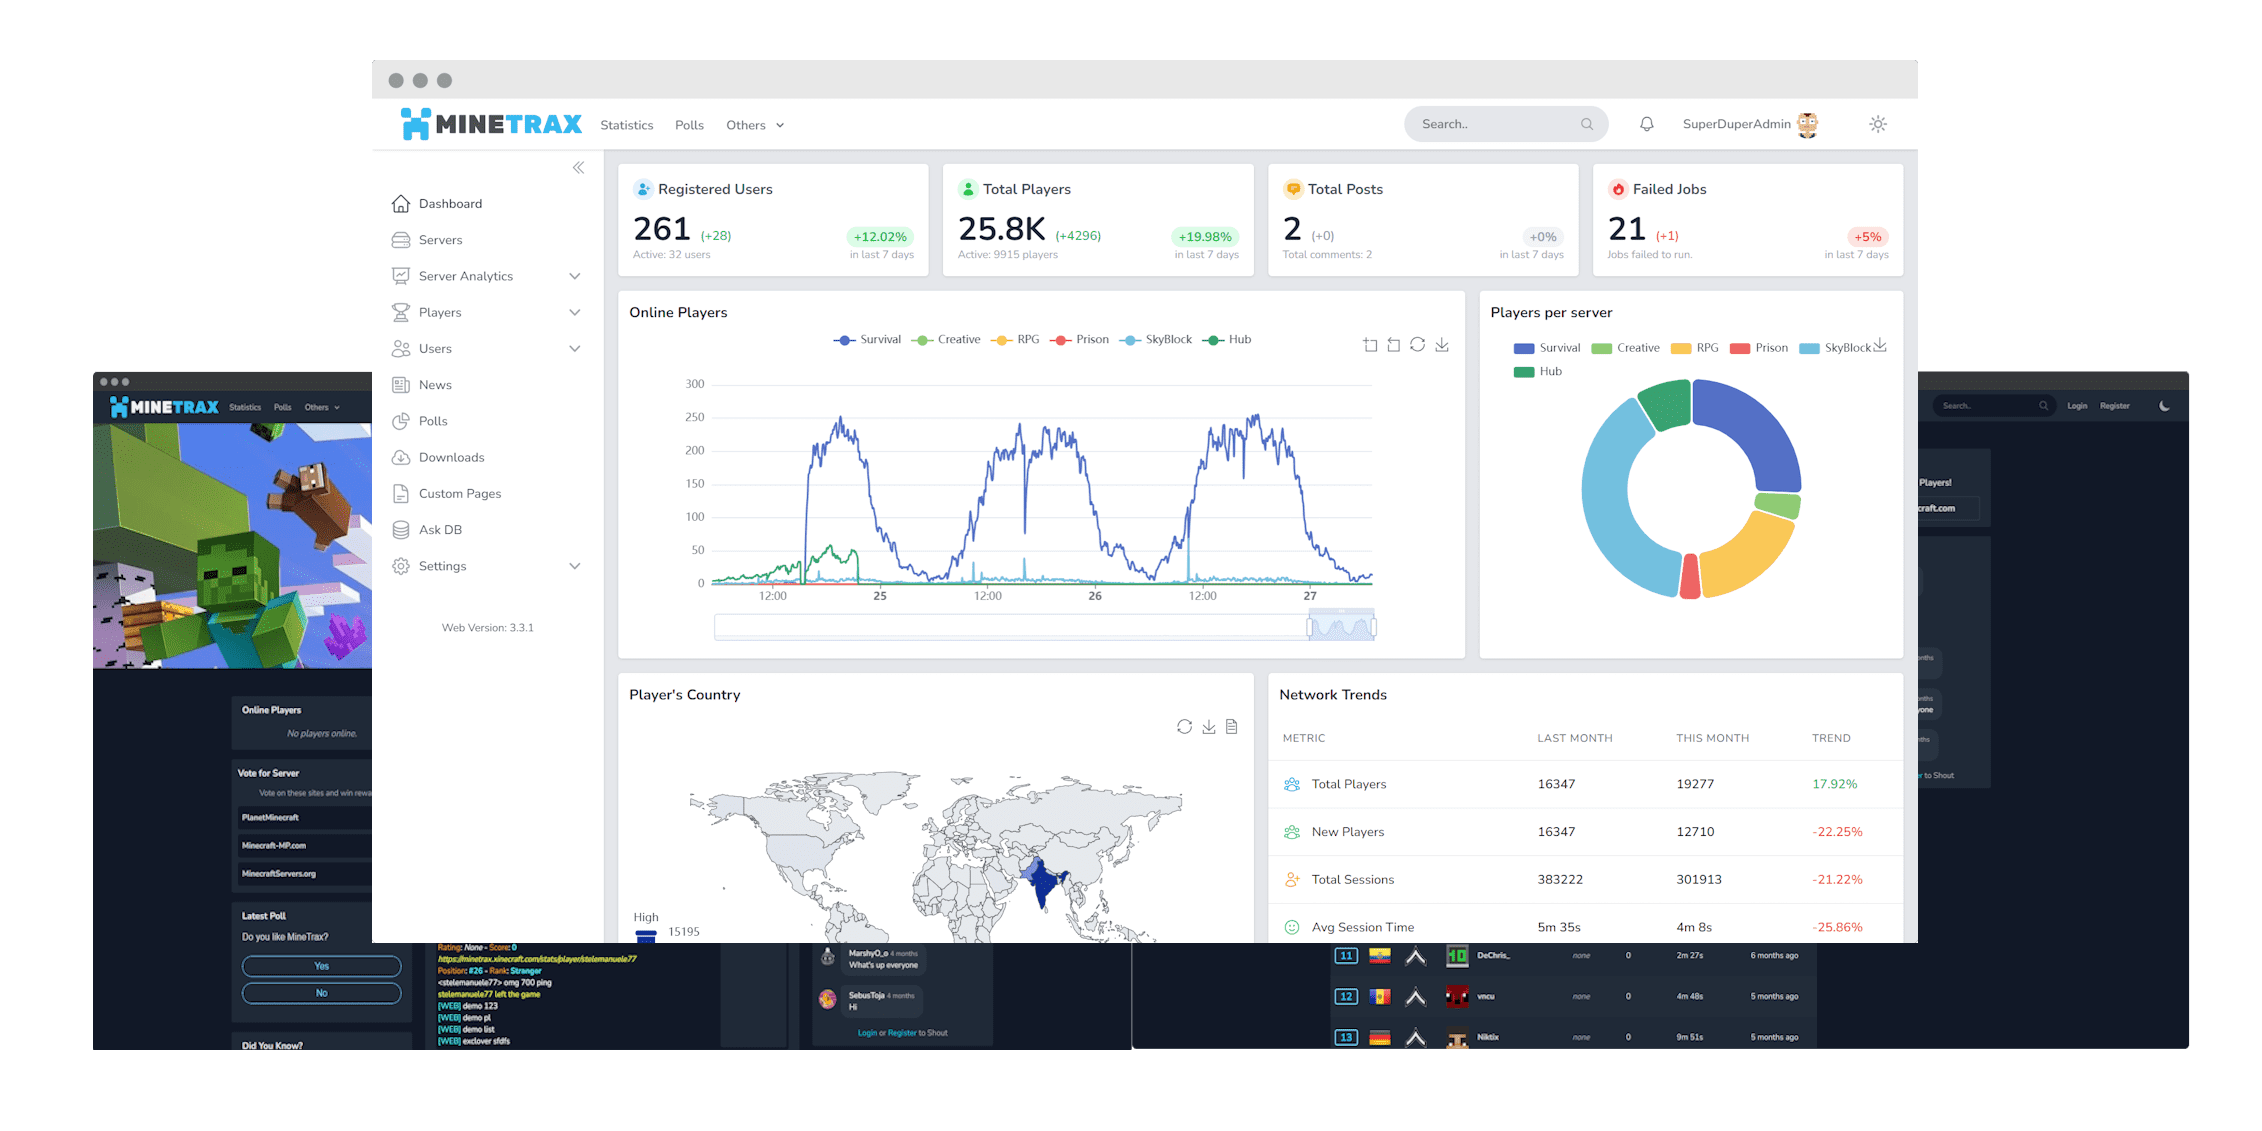 MINETRAX Statistics Polls Others Search.. SuperDuperAdmin
Dashboard
Servers
Server Analytics
Players
Users
News
Polls
Downloads
Custom Pages
Ask DB
Settings
Web Version: 3.3.1
Registered Users
261 (+28) +12.02%
Active: 32 users in last 7 days
Total Players
25.8K (+4296) +19.98%
Active: 9915 players in last 7 days
Total Posts
2 (+0) +0%
Total comments: 2 in last 7 days
Failed Jobs
21 (+1) +5%
Jobs failed to run. in last 7 days
Online Players
Survival Creative RPG Prison SkyBlock Hub
300
250
200
150
100
50
0
12:00 25 12:00 26 12:00 27
Players per server
Survival Creative RPG Prison SkyBlock
Hub
Player's Country
High
15195
Network Trends
METRIC LAST MONTH THIS MONTH TREND
Total Players 16347 19277 17.92%
New Players 16347 12710 -22.25%
Total Sessions 383222 301913 -21.22%
Avg Session Time 5m 35s 4m 8s -25.86%
MINETRAX Statistics Polls Others
Online Players
No players online.
Vote for Server
Vote on these sites and win rewa
PlanetMinecraft
Minecraft-MP.com
MinecraftServers.org
Latest Poll
Do you like MineTrax?
Yes
No
Did You Know?
Rating: None - Score: 0
https://minetrax.xinecraft.com/stats/player/stelemanuele77
Position: #26 - Rank: Stranger
<stelemanuele77> omg 700 ping
stelemanuele77 left the game
[WEB] demo 123
[WEB] demo pl
[WEB] demo list
[WEB] exclover sfdfs
MarshyO_o 4 months
What's up everyone
SebusToja 4 months
Hi
Login or Register to Shout
Search.. Login Register
Players!
craft.com
onths
onths
yone
ths
er to Shout
11 DeChris_ none 0 2m 27s 6 months ago
12 vncu none 0 4m 48s 5 months ago
13 Niktix none 0 9m 51s 5 months ago